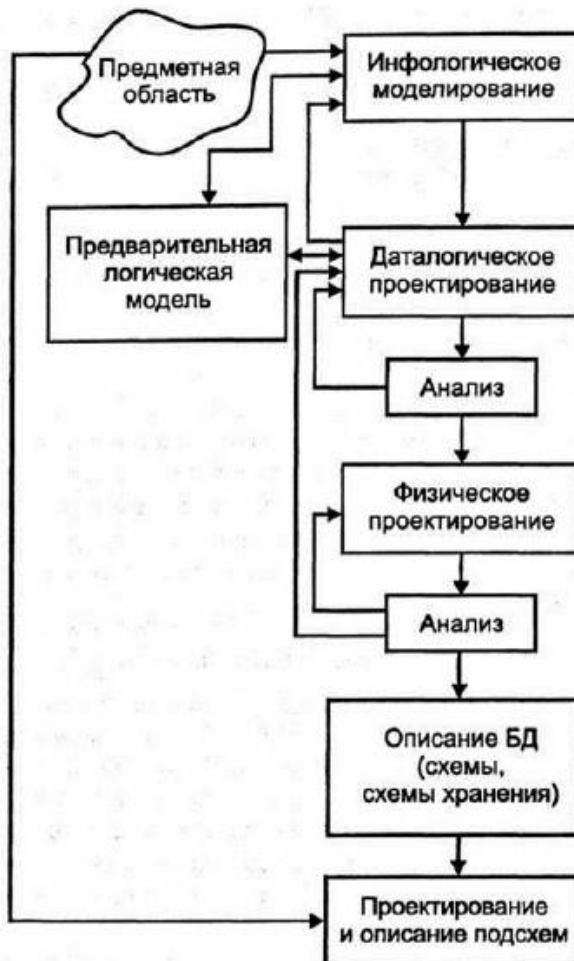 Предметная
область
Инфологическое
моделирование
Предварительная
логическая
модель
Даталогическое
проектирование
Анализ
Физическое
проектирование
Анализ
Описание БД
(схемы,
схемы хранения)
Проектирование
и описание подсхем